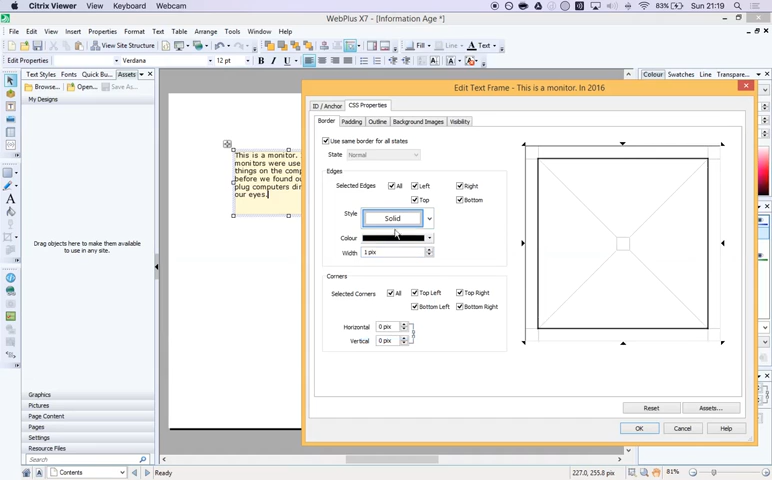 Citrix Viewer View Keyboard Webcam 83% Sun 21:19
WebPlus X7 - [Information Age *]
File Edit View Insert Properties Format Text Table Arrange Tools Window Help
View Site Structure Fill Line Text
Edit Properties Verdana 12 pt B I U
Text Styles Fonts Quick Bu... Assets
Browse... Open... Save As...
My Designs
Drag objects here to make them available
to use in any site.
Graphics
Pictures
Page Content
Pages
Settings
Resource Files
Search
Contents Ready 227.0, 255.8 pix 81%
This is a monitor.
monitors were use
things on the comp
before we found ou
plug computers dir
our eyes.
Colour Swatches Line Transpare...
Edit Text Frame - This is a monitor. In 2016
ID / Anchor CSS Properties
Border Padding Outline Background Images Visibility
Use same border for all states
State Normal
Edges
Selected Edges All Left Right
Top Bottom
Style Solid
Colour
Width 1 pix
Corners
Selected Corners All Top Left Top Right
Bottom Left Bottom Right
Horizontal 0 pix
Vertical 0 pix
Reset Assets...
OK Cancel Help